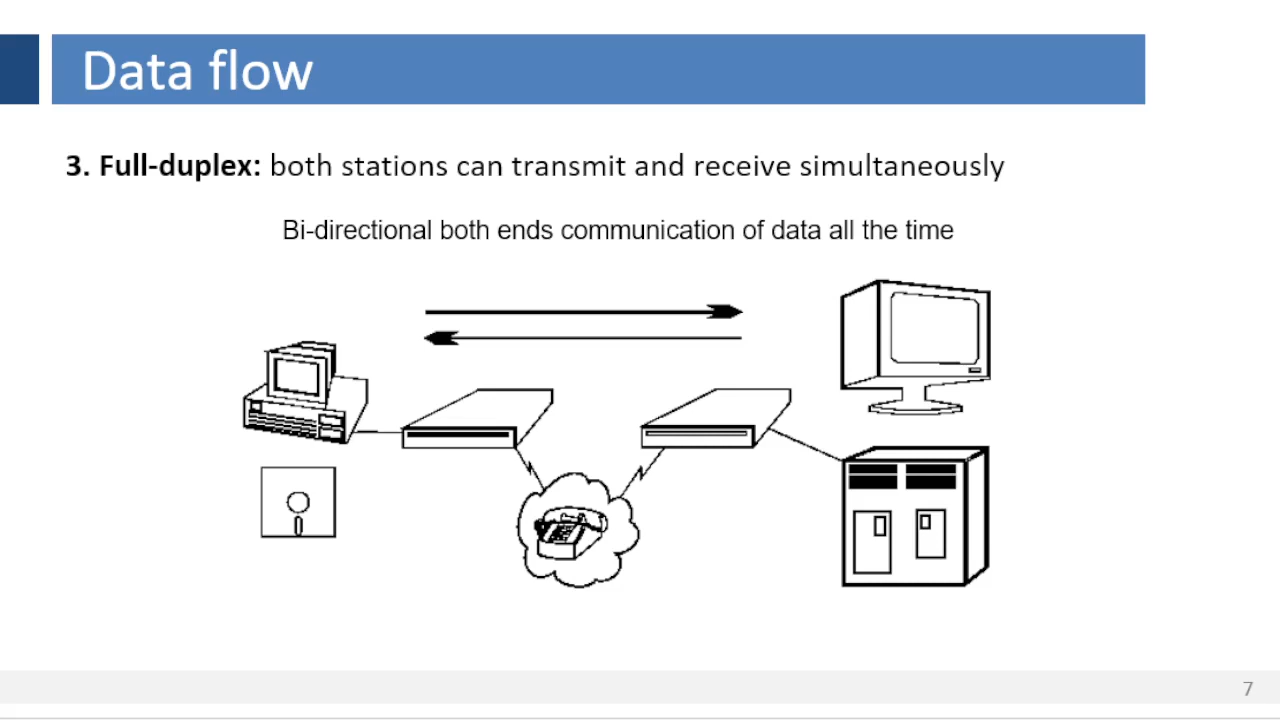 Data flow
3. Full-duplex: both stations can transmit and receive simultaneously
Bi-directional both ends communication of data all the time
7